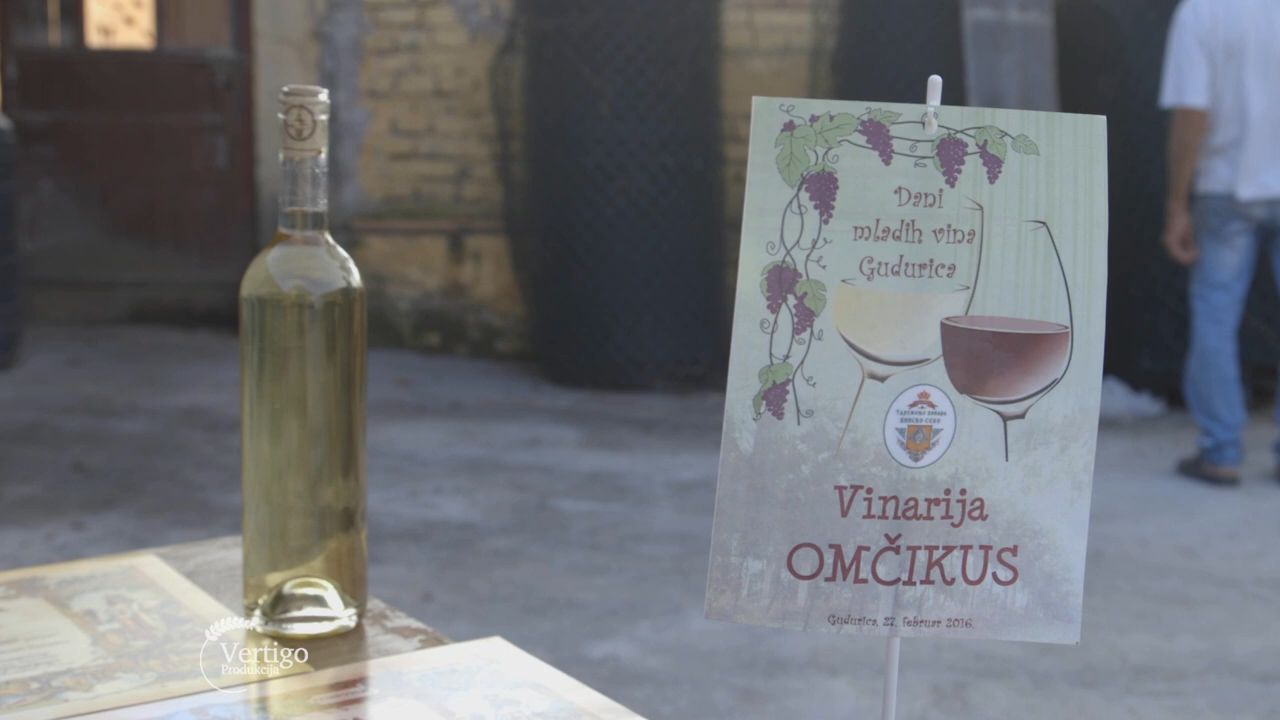 Dani
mladih vina
Gudurica
Vinarija
OMČIKUS
Gudurica, 27. Februar 2016.
Vertigo
Produkcija